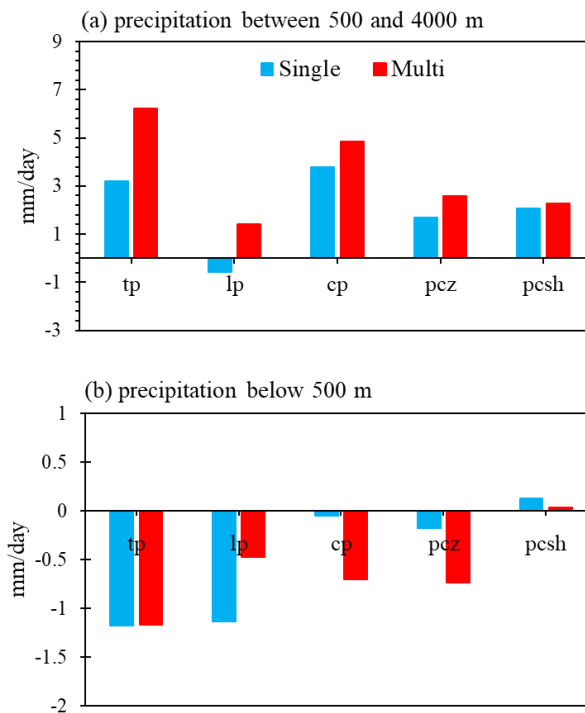 (a) precipitation between 500 and 4000 m
9
Single Multi
7
5
3
1
-1
-3
mm/day
tp lp cp pcz pcsh
(b) precipitation below 500 m
1
0.5
0
-0.5
-1
-1.5
-2
mm/day
tp lp cp pcz pcsh